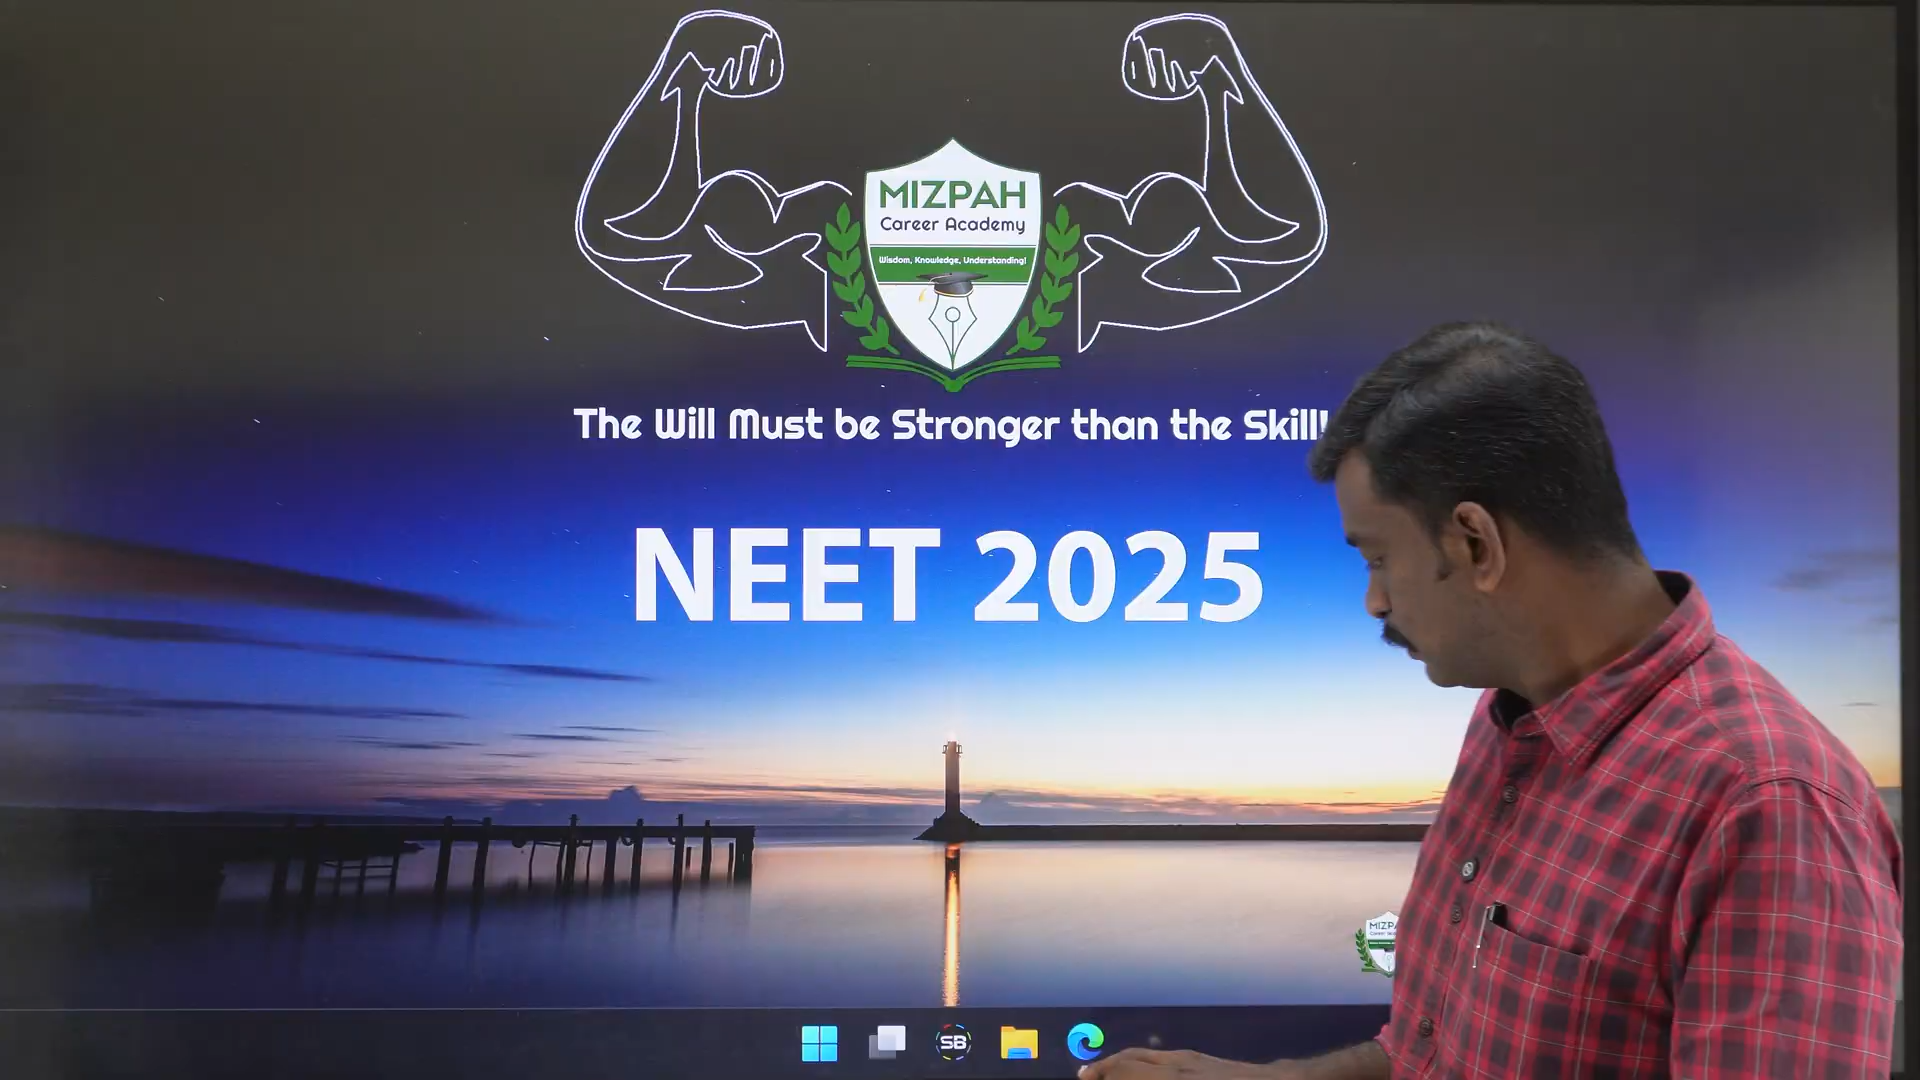 MIZPAH
Career Academy
Wisdom, Knowledge, Understanding!
The Will Must be Stronger than the Skill!
NEET 2025
SB